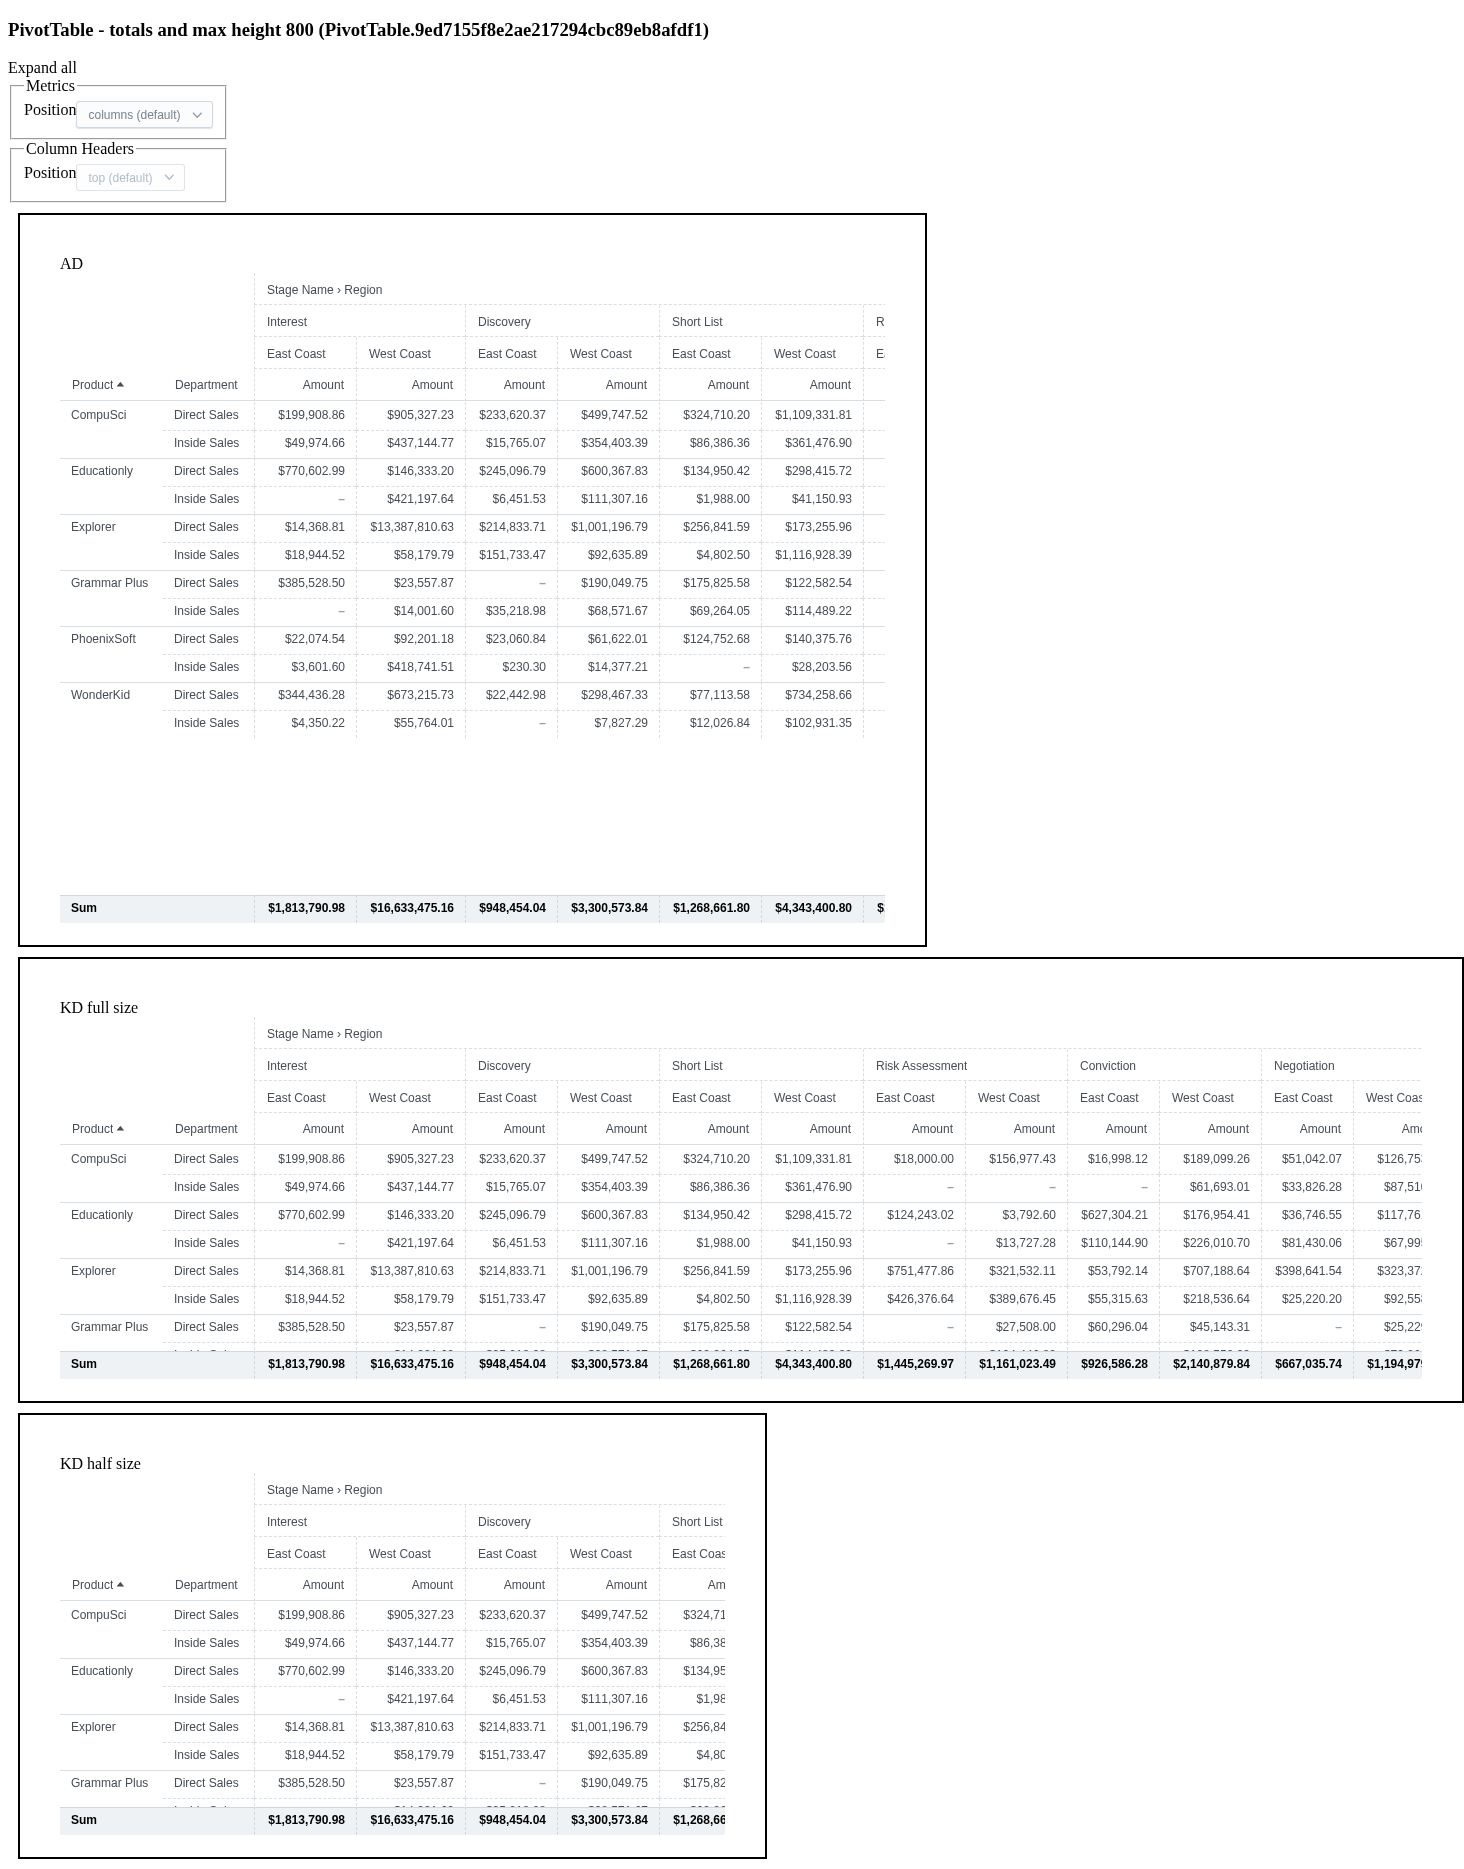 PivotTable - totals and max height 800 (PivotTable.9ed7155f8e2ae217294cbc89eb8afdf1)
Expand all
Metrics
Position columns (default)
Column Headers
Position top (default)
AD
Stage Name › Region
Interest Discovery Short List R
East Coast West Coast East Coast West Coast East Coast West Coast
Product Department Amount Amount Amount Amount Amount Amount
CompuSci Direct Sales $199,908.86 $905,327.23 $233,620.37 $499,747.52 $324,710.20 $1,109,331.81
Inside Sales $49,974.66 $437,144.77 $15,765.07 $354,403.39 $86,386.36 $361,476.90
Educationly Direct Sales $770,602.99 $146,333.20 $245,096.79 $600,367.83 $134,950.42 $298,415.72
Inside Sales – $421,197.64 $6,451.53 $111,307.16 $1,988.00 $41,150.93
Explorer Direct Sales $14,368.81 $13,387,810.63 $214,833.71 $1,001,196.79 $256,841.59 $173,255.96
Inside Sales $18,944.52 $58,179.79 $151,733.47 $92,635.89 $4,802.50 $1,116,928.39
Grammar Plus Direct Sales $385,528.50 $23,557.87 – $190,049.75 $175,825.58 $122,582.54
Inside Sales – $14,001.60 $35,218.98 $68,571.67 $69,264.05 $114,489.22
PhoenixSoft Direct Sales $22,074.54 $92,201.18 $23,060.84 $61,622.01 $124,752.68 $140,375.76
Inside Sales $3,601.60 $418,741.51 $230.30 $14,377.21 – $28,203.56
WonderKid Direct Sales $344,436.28 $673,215.73 $22,442.98 $298,467.33 $77,113.58 $734,258.66
Inside Sales $4,350.22 $55,764.01 – $7,827.29 $12,026.84 $102,931.35
Sum $1,813,790.98 $16,633,475.16 $948,454.04 $3,300,573.84 $1,268,661.80 $4,343,400.80 $
KD full size
Stage Name › Region
Interest Discovery Short List Risk Assessment Conviction Negotiation
East Coast West Coast East Coast West Coast East Coast West Coast East Coast West Coast East Coast West Coast East Coast West Coas
Product Department Amount Amount Amount Amount Amount Amount Amount Amount Amount Amount Amount Amo
CompuSci Direct Sales $199,908.86 $905,327.23 $233,620.37 $499,747.52 $324,710.20 $1,109,331.81 $18,000.00 $156,977.43 $16,998.12 $189,099.26 $51,042.07 $126,75
Inside Sales $49,974.66 $437,144.77 $15,765.07 $354,403.39 $86,386.36 $361,476.90 – – – $61,693.01 $33,826.28 $87,51
Educationly Direct Sales $770,602.99 $146,333.20 $245,096.79 $600,367.83 $134,950.42 $298,415.72 $124,243.02 $3,792.60 $627,304.21 $176,954.41 $36,746.55 $117,76
Inside Sales – $421,197.64 $6,451.53 $111,307.16 $1,988.00 $41,150.93 – $13,727.28 $110,144.90 $226,010.70 $81,430.06 $67,99
Explorer Direct Sales $14,368.81 $13,387,810.63 $214,833.71 $1,001,196.79 $256,841.59 $173,255.96 $751,477.86 $321,532.11 $53,792.14 $707,188.64 $398,641.54 $323,37
Inside Sales $18,944.52 $58,179.79 $151,733.47 $92,635.89 $4,802.50 $1,116,928.39 $426,376.64 $389,676.45 $55,315.63 $218,536.64 $25,220.20 $92,55
Grammar Plus Direct Sales $385,528.50 $23,557.87 – $190,049.75 $175,825.58 $122,582.54 – $27,508.00 $60,296.04 $45,143.31 – $25,22
Sum $1,813,790.98 $16,633,475.16 $948,454.04 $3,300,573.84 $1,268,661.80 $4,343,400.80 $1,445,269.97 $1,161,023.49 $926,586.28 $2,140,879.84 $667,035.74 $1,194,97
KD half size
Stage Name › Region
Interest Discovery Short List
East Coast West Coast East Coast West Coast East Coas
Product Department Amount Amount Amount Amount Am
CompuSci Direct Sales $199,908.86 $905,327.23 $233,620.37 $499,747.52 $324,71
Inside Sales $49,974.66 $437,144.77 $15,765.07 $354,403.39 $86,38
Educationly Direct Sales $770,602.99 $146,333.20 $245,096.79 $600,367.83 $134,95
Inside Sales – $421,197.64 $6,451.53 $111,307.16 $1,98
Explorer Direct Sales $14,368.81 $13,387,810.63 $214,833.71 $1,001,196.79 $256,84
Inside Sales $18,944.52 $58,179.79 $151,733.47 $92,635.89 $4,80
Grammar Plus Direct Sales $385,528.50 $23,557.87 – $190,049.75 $175,82
Sum $1,813,790.98 $16,633,475.16 $948,454.04 $3,300,573.84 $1,268,66